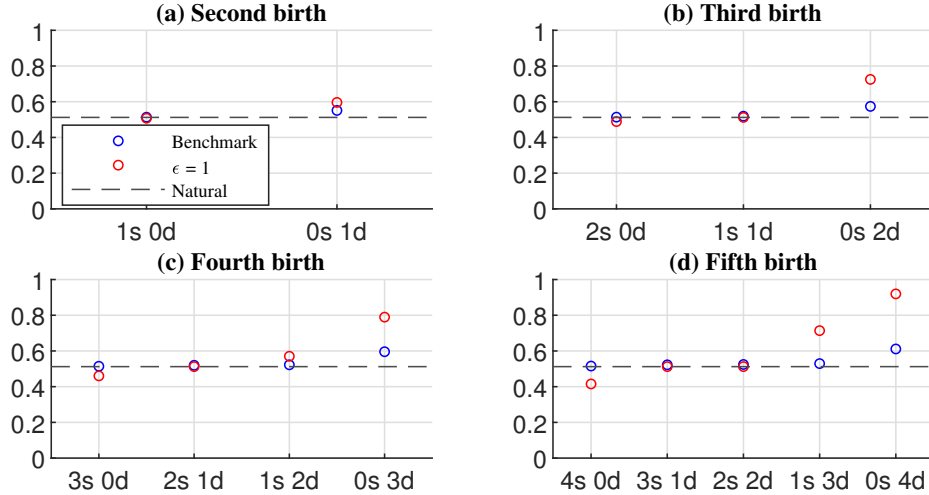 (a) Second birth
1
0.8
0.6
0.4
0.2
0
Benchmark
ϵ = 1
Natural
1s 0d 0s 1d
(b) Third birth
1
0.8
0.6
0.4
0.2
0
2s 0d 1s 1d 0s 2d
(c) Fourth birth
1
0.8
0.6
0.4
0.2
0
3s 0d 2s 1d 1s 2d 0s 3d
(d) Fifth birth
1
0.8
0.6
0.4
0.2
0
4s 0d 3s 1d 2s 2d 1s 3d 0s 4d